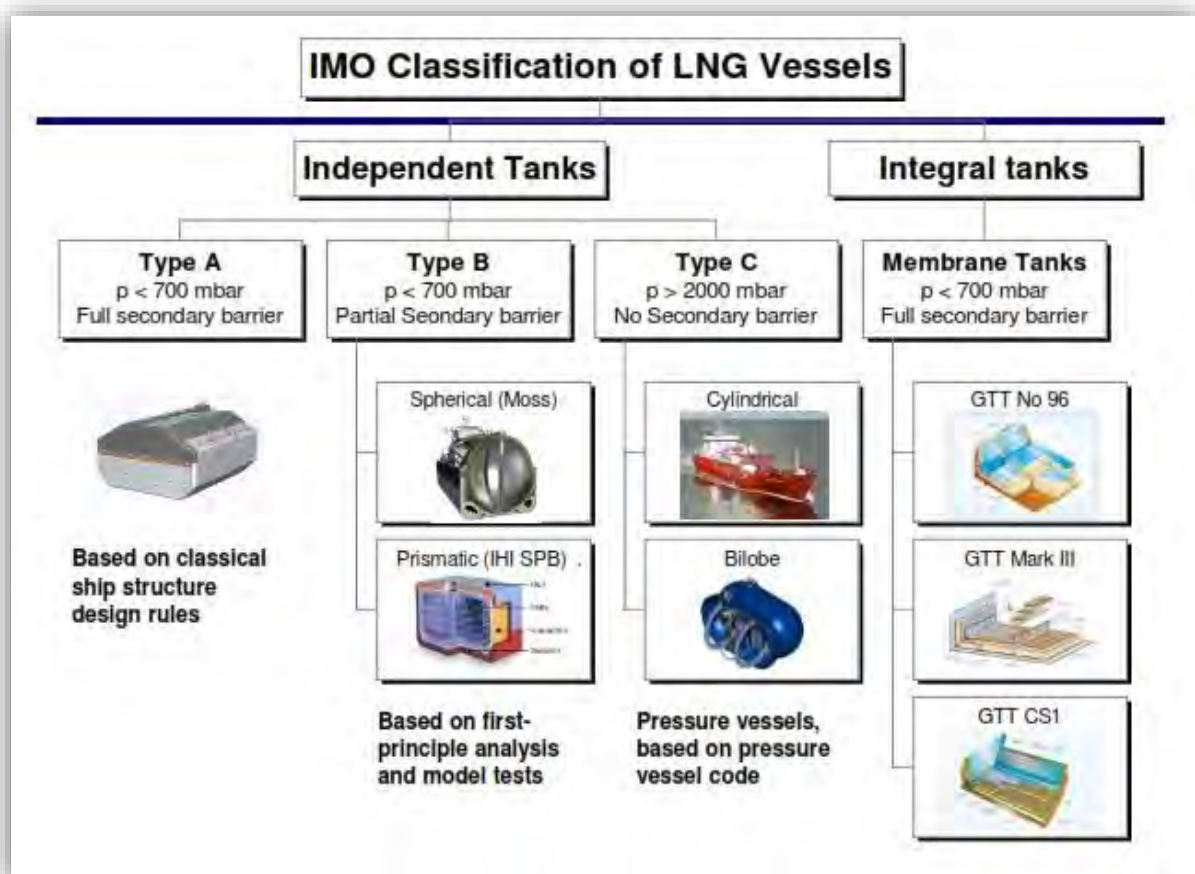 IMO Classification of LNG Vessels
Independent Tanks
Integral tanks
Type A
p < 700 mbar
Full secondary barrier
Type B
p < 700 mbar
Partial Seondary barrier
Type C
p > 2000 mbar
No Secondary barrier
Membrane Tanks
p < 700 mbar
Full secondary barrier
Based on classical
ship structure
design rules
Spherical (Moss)
Prismatic (IHI SPB) .
Based on first-
principle analysis
and model tests
Cylindrical
Bilobe
Pressure vessels,
based on pressure
vessel code
GTT No 96
GTT Mark III
GTT CS1